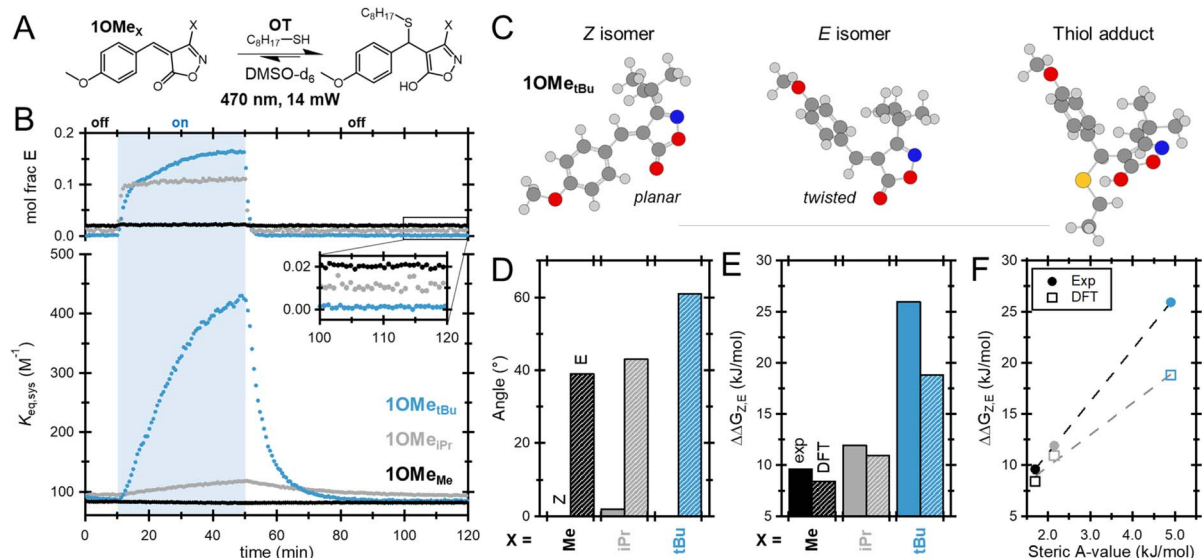 A
1OMeX
X
N
O
O
O
OT
C8H17–SH
DMSO-d6
470 nm, 14 mW
C8H17
S
X
N
O
HO
O
B
off
on
off
mol frac E
0.2
0.1
0.0
0.02
0.00
100
110
120
Keq,sys (M-1)
500
450
400
350
300
250
200
150
100
50
1OMetBu
1OMeiPr
1OMeMe
0
20
40
60
80
100
120
time (min)
C
Z isomer
E isomer
Thiol adduct
1OMetBu
planar
twisted
D
Angle (°)
60
40
20
0
Z
E
X =
Me
iPr
tBu
E
ΔΔGZ,E (kJ/mol)
30
25
20
15
10
5
exp
DFT
Me
iPr
tBu
F
Exp
DFT
ΔΔGZ,E (kJ/mol)
30
25
20
15
10
5
2.0
3.0
4.0
5.0
Steric A-value (kJ/mol)